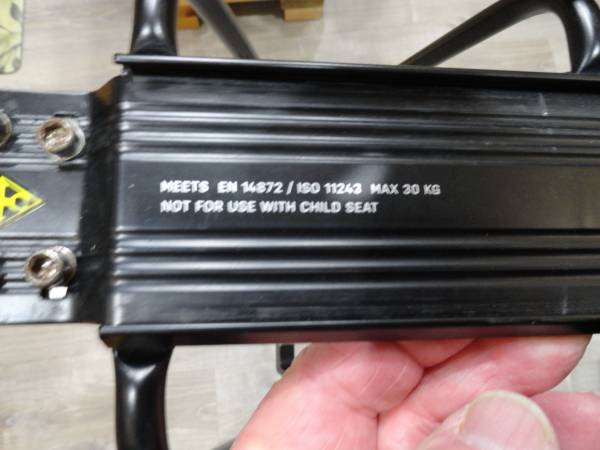 MEETS EN 14872 / ISO 11243 MAX 30 KG
NOT FOR USE WITH CHILD SEAT